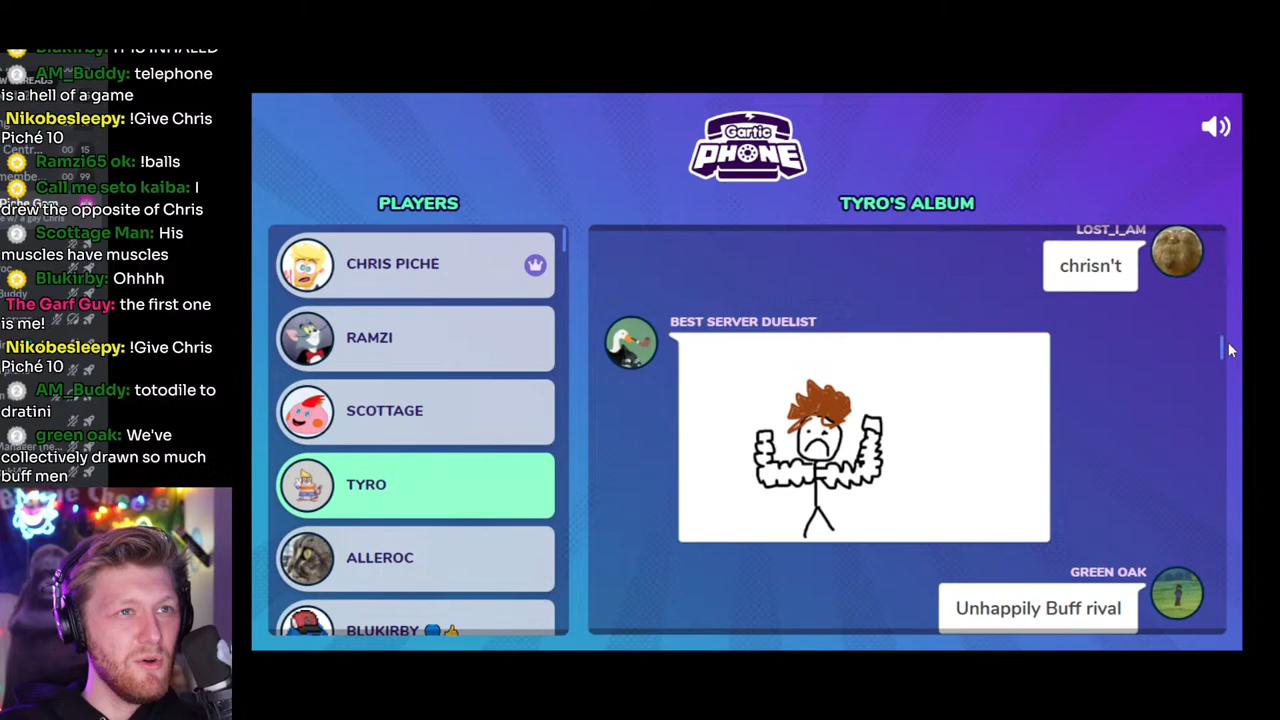 Blukirby: IT IS INHALED
AM_Buddy: telephone
is a hell of a game
Nikobesleepy: !Give Chris
Piché 10
Ramzi65 ok: !balls
Call me seto kaiba: I
drew the opposite of Chris
Scottage Man: His
muscles have muscles
Blukirby: Ohhhh
The Garf Guy: the first one
is me!
Nikobesleepy: !Give Chris
Piché 10
AM_Buddy: totodile to
dratini
green oak: We've
collectively drawn so much
buff men
Gartic
PHONE
PLAYERS
CHRIS PICHE
RAMZI
SCOTTAGE
TYRO
ALLEROC
BLUKIRBY
TYRO'S ALBUM
LOST_I_AM
chrisn't
BEST SERVER DUELIST
GREEN OAK
Unhappily Buff rival